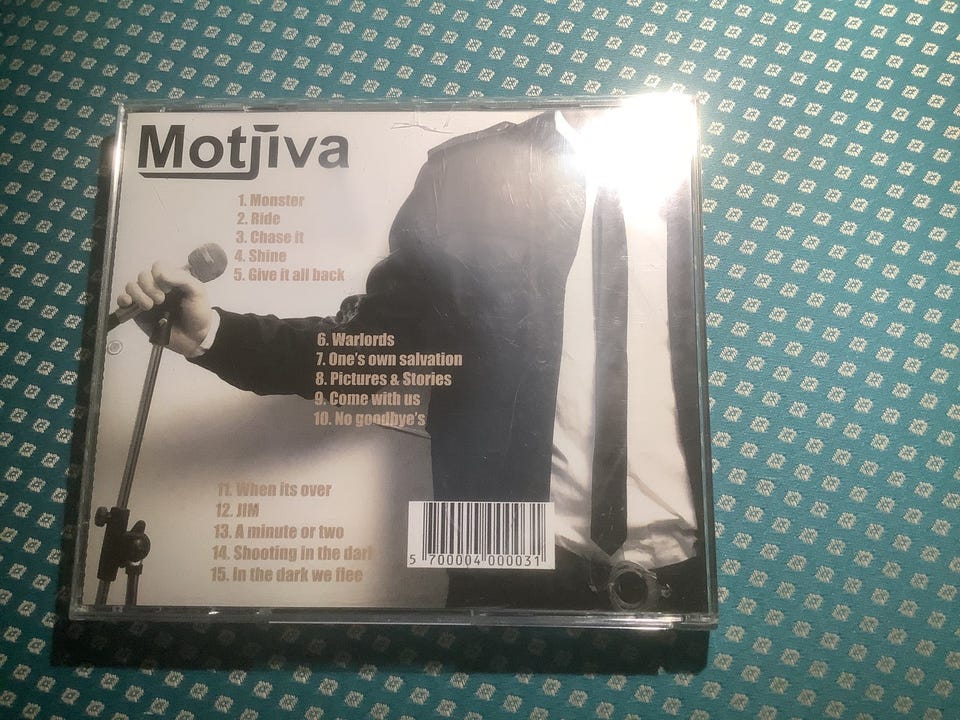 Motjiva
1. Monster
2. Ride
3. Chase it
4. Shine
5. Give it all back
6. Warlords
7. One's own salvation
8. Pictures & Stories
9. Come with us
10. No goodbye's
11. When its over
12. JIM
13. A minute or two
14. Shooting in the dark
15. In the dark we flee
5 700004 000031